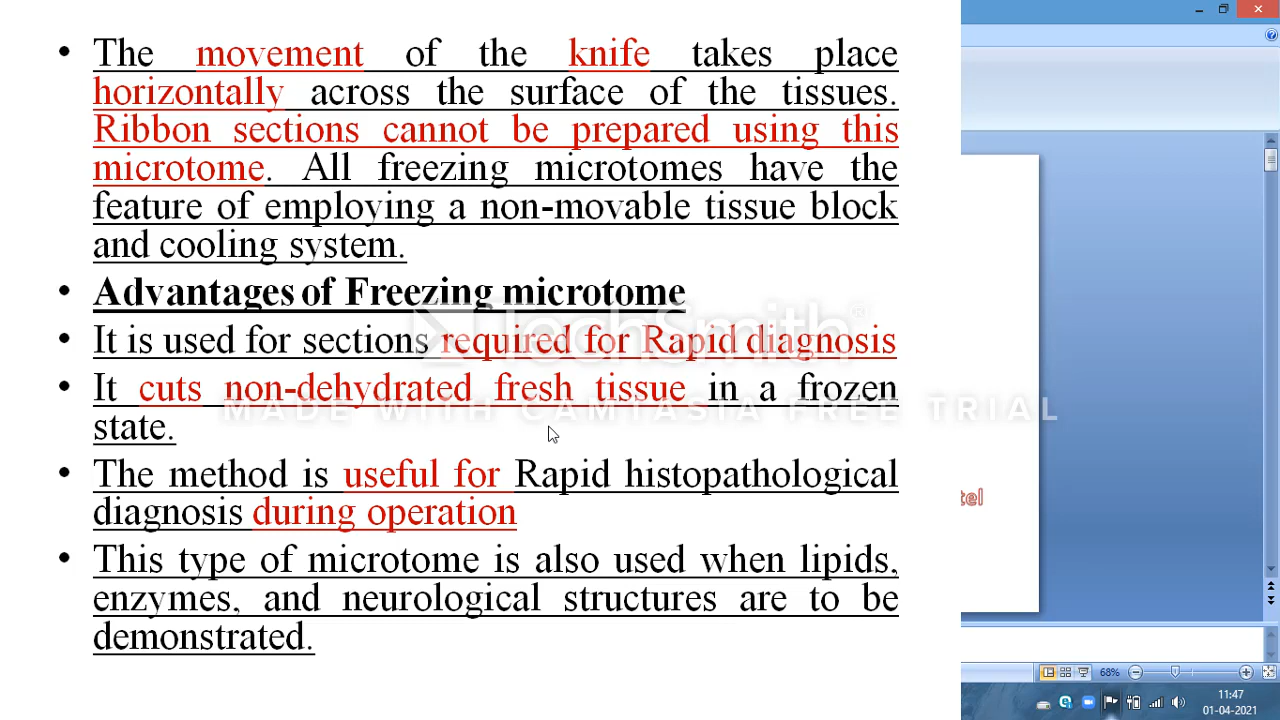 • The movement of the knife takes place
horizontally across the surface of the tissues.
Ribbon sections cannot be prepared using this
microtome. All freezing microtomes have the
feature of employing a non-movable tissue block
and cooling system.
• Advantages of Freezing microtome
TechSmith®
• It is used for sections required for Rapid diagnosis
• It cuts non-dehydrated fresh tissue in a frozen
MADE WITH CAMTASIA FREE TRIAL
state.
• The method is useful for Rapid histopathological
tel
diagnosis during operation
• This type of microtome is also used when lipids,
enzymes, and neurological structures are to be
demonstrated.
68%
11:47
01-04-2021